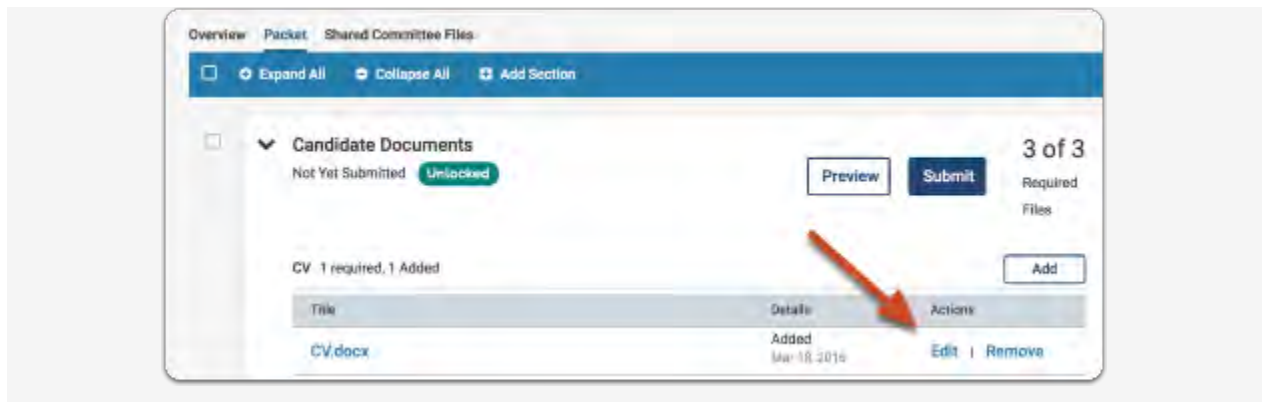 Overview Packet Shared Committee Files
Expand All Collapse All Add Section
Candidate Documents
Not Yet Submitted Unlocked
Preview
Submit
3 of 3
Required
Files
CV 1 required, 1 Added
Add
Title Details Actions
CV.docx
Added
Mar 18, 2016
Edit | Remove